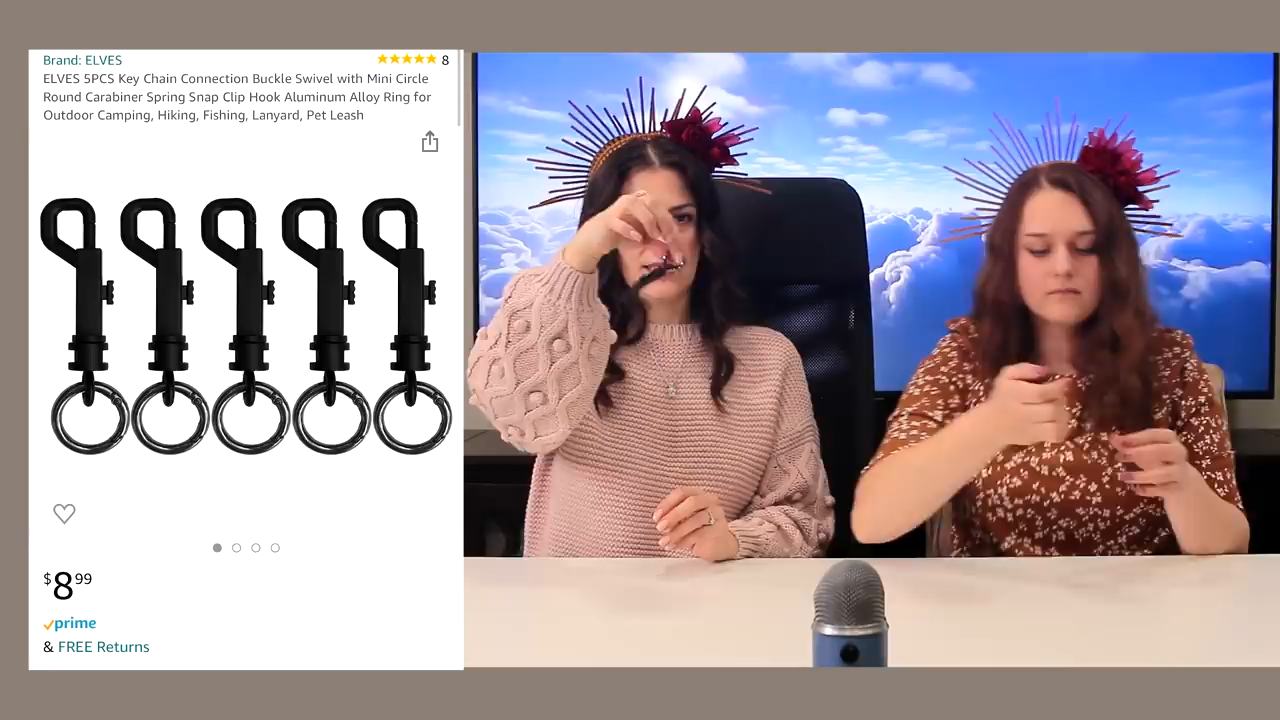 Brand: ELVES
8
ELVES 5PCS Key Chain Connection Buckle Swivel with Mini Circle
Round Carabiner Spring Snap Clip Hook Aluminum Alloy Ring for
Outdoor Camping, Hiking, Fishing, Lanyard, Pet Leash
$8 99
prime
& FREE Returns